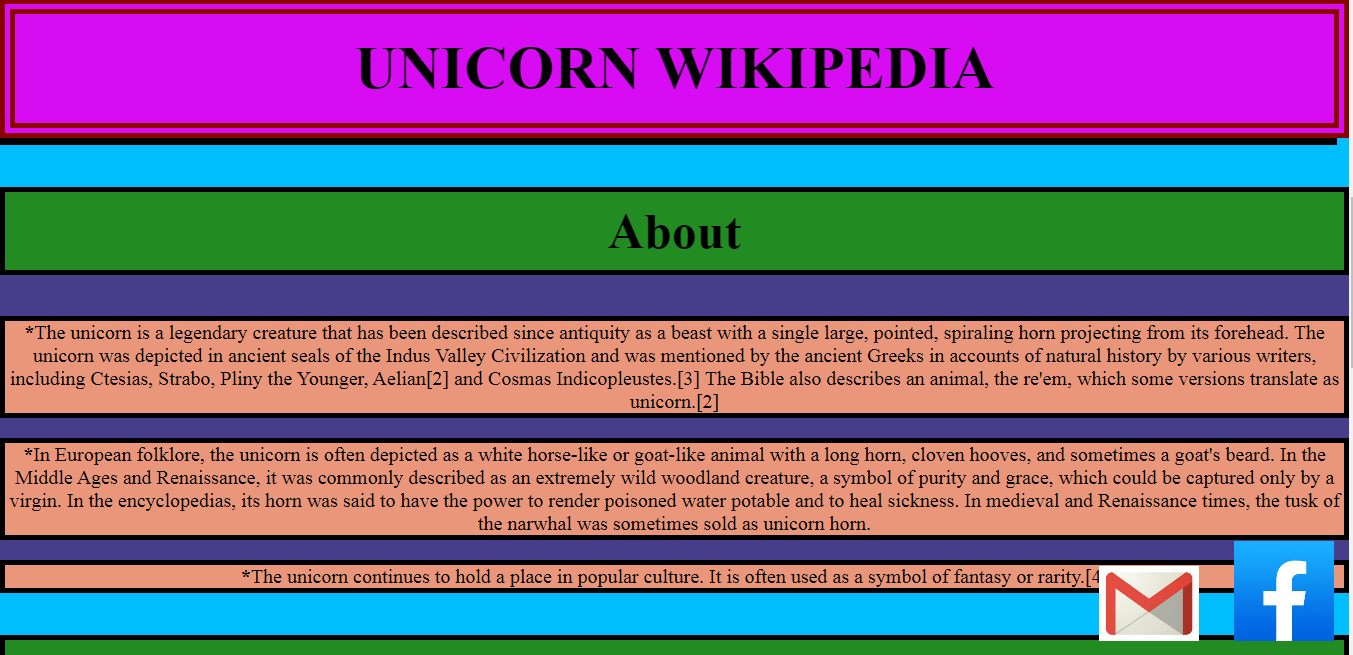 UNICORN WIKIPEDIA
About
*The unicorn is a legendary creature that has been described since antiquity as a beast with a single large, pointed, spiraling horn projecting from its forehead. The
unicorn was depicted in ancient seals of the Indus Valley Civilization and was mentioned by the ancient Greeks in accounts of natural history by various writers,
including Ctesias, Strabo, Pliny the Younger, Aelian[2] and Cosmas Indicopleustes.[3] The Bible also describes an animal, the re'em, which some versions translate as
unicorn.[2]
*In European folklore, the unicorn is often depicted as a white horse-like or goat-like animal with a long horn, cloven hooves, and sometimes a goat's beard. In the
Middle Ages and Renaissance, it was commonly described as an extremely wild woodland creature, a symbol of purity and grace, which could be captured only by a
virgin. In the encyclopedias, its horn was said to have the power to render poisoned water potable and to heal sickness. In medieval and Renaissance times, the tusk of
the narwhal was sometimes sold as unicorn horn.
*The unicorn continues to hold a place in popular culture. It is often used as a symbol of fantasy or rarity.[4